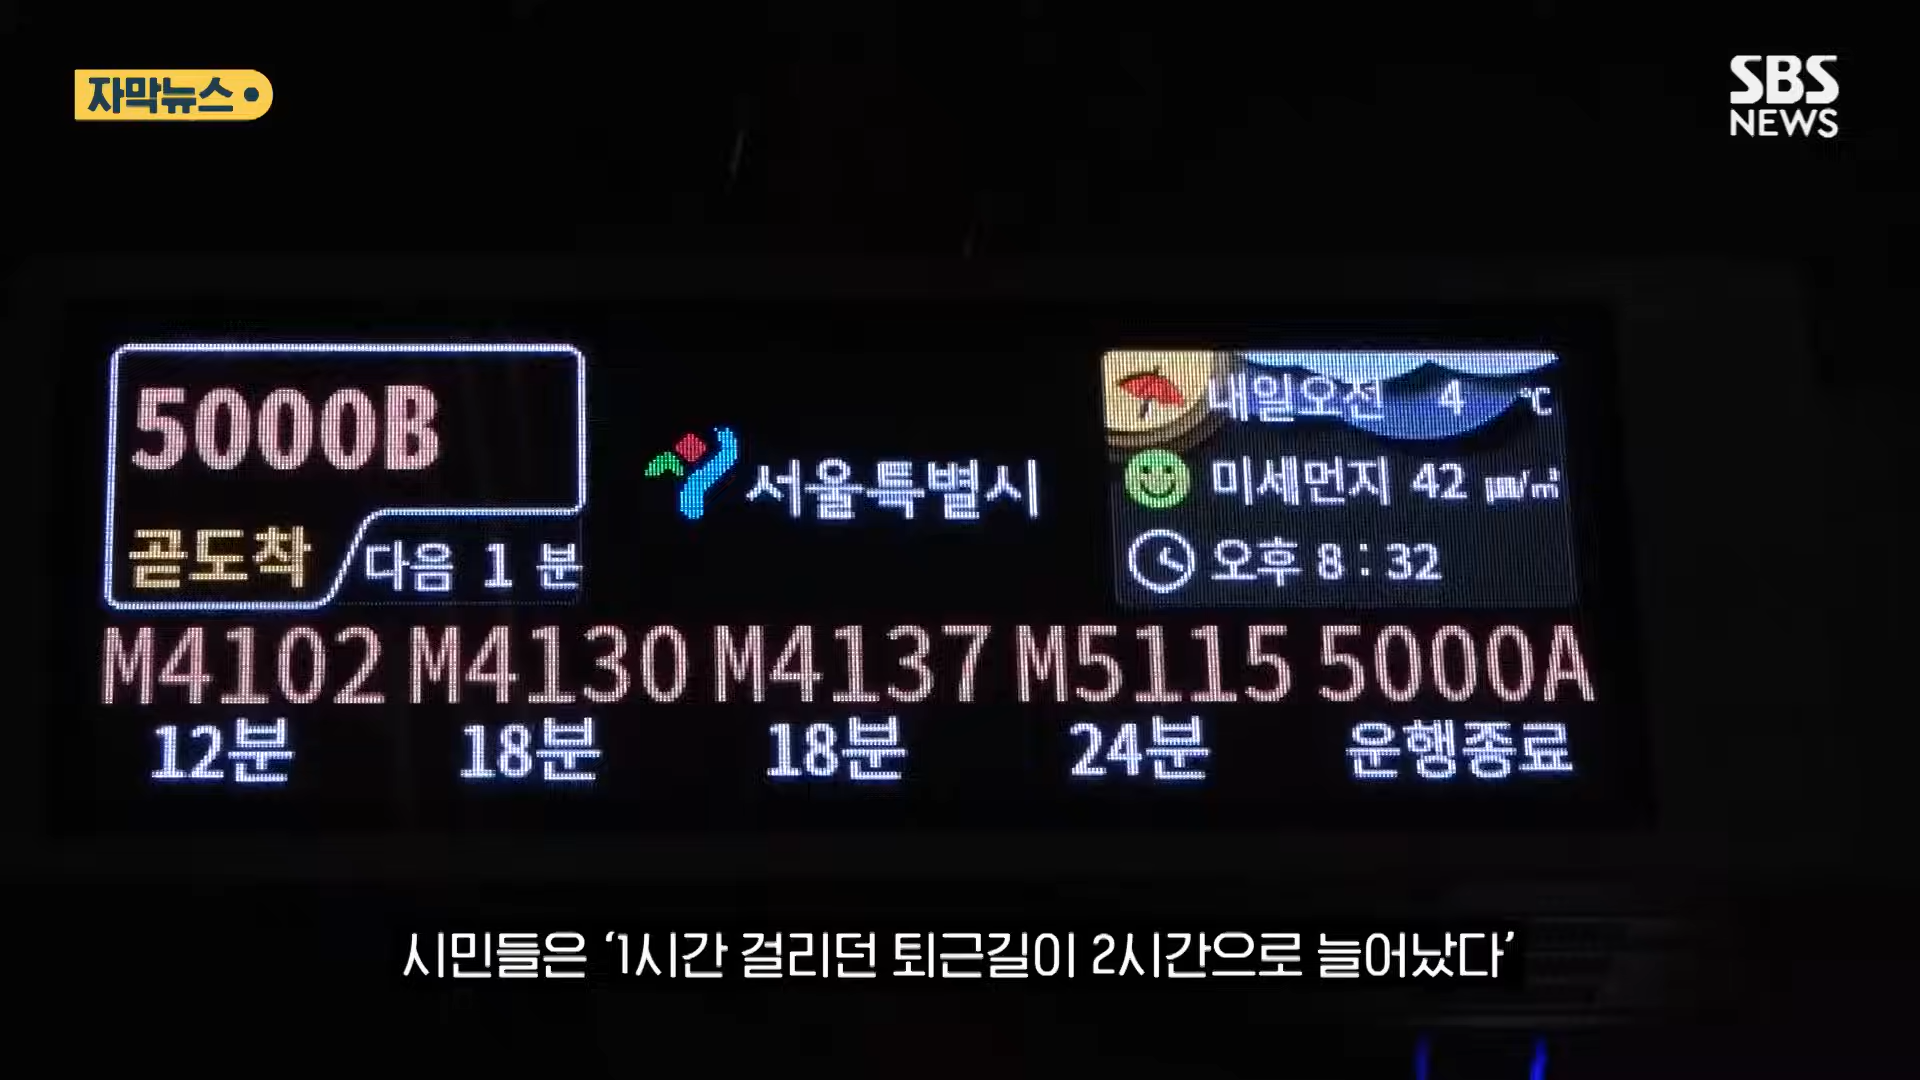 자막뉴스
SBS
NEWS
5000B
곧도착
다음 1 분
서울특별시
내일오전 4 ℃
미세먼지 42 ㎍/㎥
오후 8:32
M4102 M4130 M4137 M5115 5000A
12분 18분 18분 24분 운행종료
시민들은 ‘1시간 걸리던 퇴근길이 2시간으로 늘어났다’